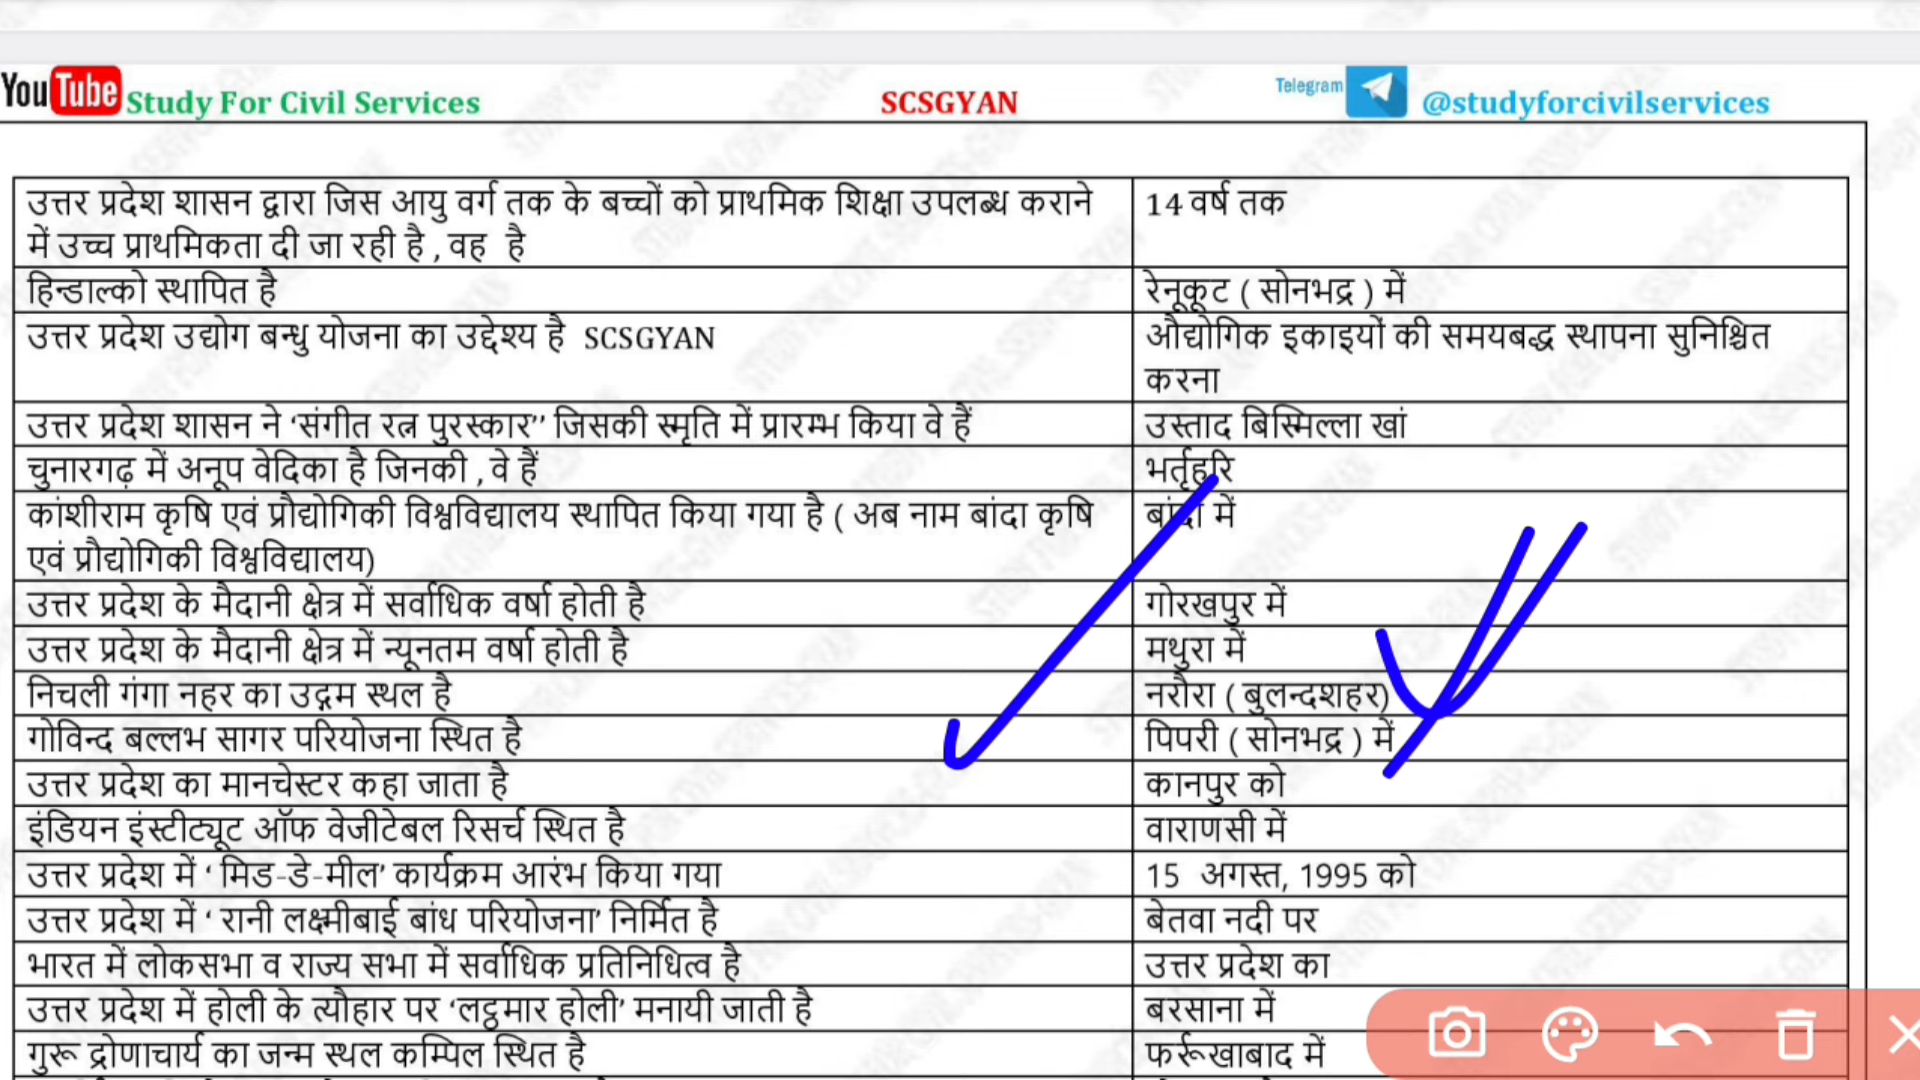 YouTube Study For Civil Services SCSGYAN Telegram @studyforcivilservices
उत्तर प्रदेश शासन द्वारा जिस आयु वर्ग तक के बच्चों को प्राथमिक शिक्षा उपलब्ध कराने 14 वर्ष तक
में उच्च प्राथमिकता दी जा रही है , वह है
हिन्डाल्को स्थापित है रेनूकूट ( सोनभद्र ) में
उत्तर प्रदेश उद्योग बन्धु योजना का उद्देश्य है SCSGYAN औद्योगिक इकाइयों की समयबद्ध स्थापना सुनिश्चित
करना
उत्तर प्रदेश शासन ने ‘संगीत रत्न पुरस्कार’’ जिसकी स्मृति में प्रारम्भ किया वे हैं उस्ताद बिस्मिल्ला खां
चुनारगढ़ में अनूप वेदिका है जिनकी , वे हैं भर्तृहरि
कांशीराम कृषि एवं प्रौद्योगिकी विश्वविद्यालय स्थापित किया गया है ( अब नाम बांदा कृषि बांदा में
एवं प्रौद्योगिकी विश्वविद्यालय)
उत्तर प्रदेश के मैदानी क्षेत्र में सर्वाधिक वर्षा होती है गोरखपुर में
उत्तर प्रदेश के मैदानी क्षेत्र में न्यूनतम वर्षा होती है मथुरा में
निचली गंगा नहर का उद्गम स्थल है नरौरा ( बुलन्दशहर)
गोविन्द बल्लभ सागर परियोजना स्थित है पिपरी ( सोनभद्र ) में
उत्तर प्रदेश का मानचेस्टर कहा जाता है कानपुर को
इंडियन इंस्टीट्यूट ऑफ वेजीटेबल रिसर्च स्थित है वाराणसी में
उत्तर प्रदेश में ‘ मिड-डे-मील’ कार्यक्रम आरंभ किया गया 15 अगस्त, 1995 को
उत्तर प्रदेश में ‘ रानी लक्ष्मीबाई बांध परियोजना’ निर्मित है बेतवा नदी पर
भारत में लोकसभा व राज्य सभा में सर्वाधिक प्रतिनिधित्व है उत्तर प्रदेश का
उत्तर प्रदेश में होली के त्यौहार पर ‘लट्ठमार होली’ मनायी जाती है बरसाना में
गुरू द्रोणाचार्य का जन्म स्थल कम्पिल स्थित है फर्रूखाबाद में